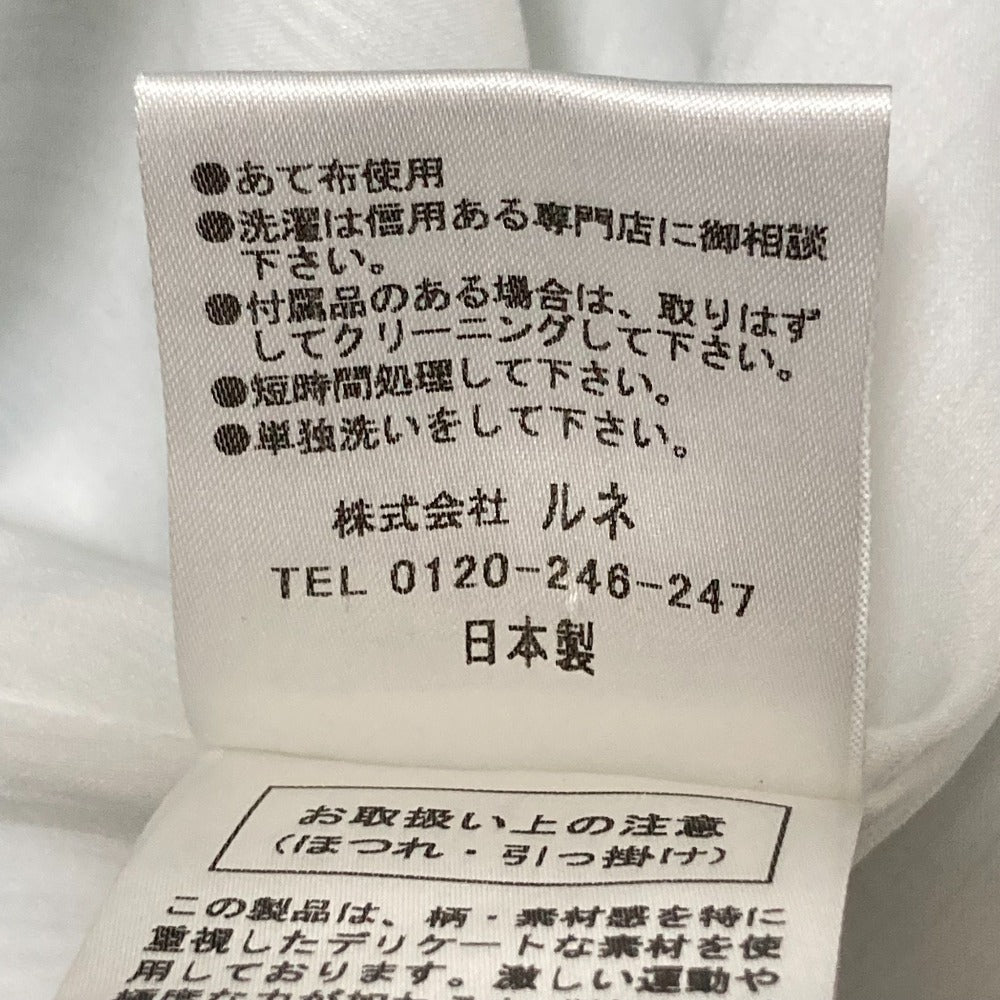 ●あて布使用
●洗濯は信用ある専門店に御相談
下さい。
●付属品のある場合は、取りはず
してクリーニングして下さい。
●短時間処理して下さい。
●単独洗いをして下さい。
株式会社 ルネ
TEL 0120-246-247
日本製
お取扱い上の注意
（ほつれ・引っ掛け）
この製品は、柄・素材感を特に
重視したデリケートな素材を使
用しております。激しい運動や
極度な力が加わ